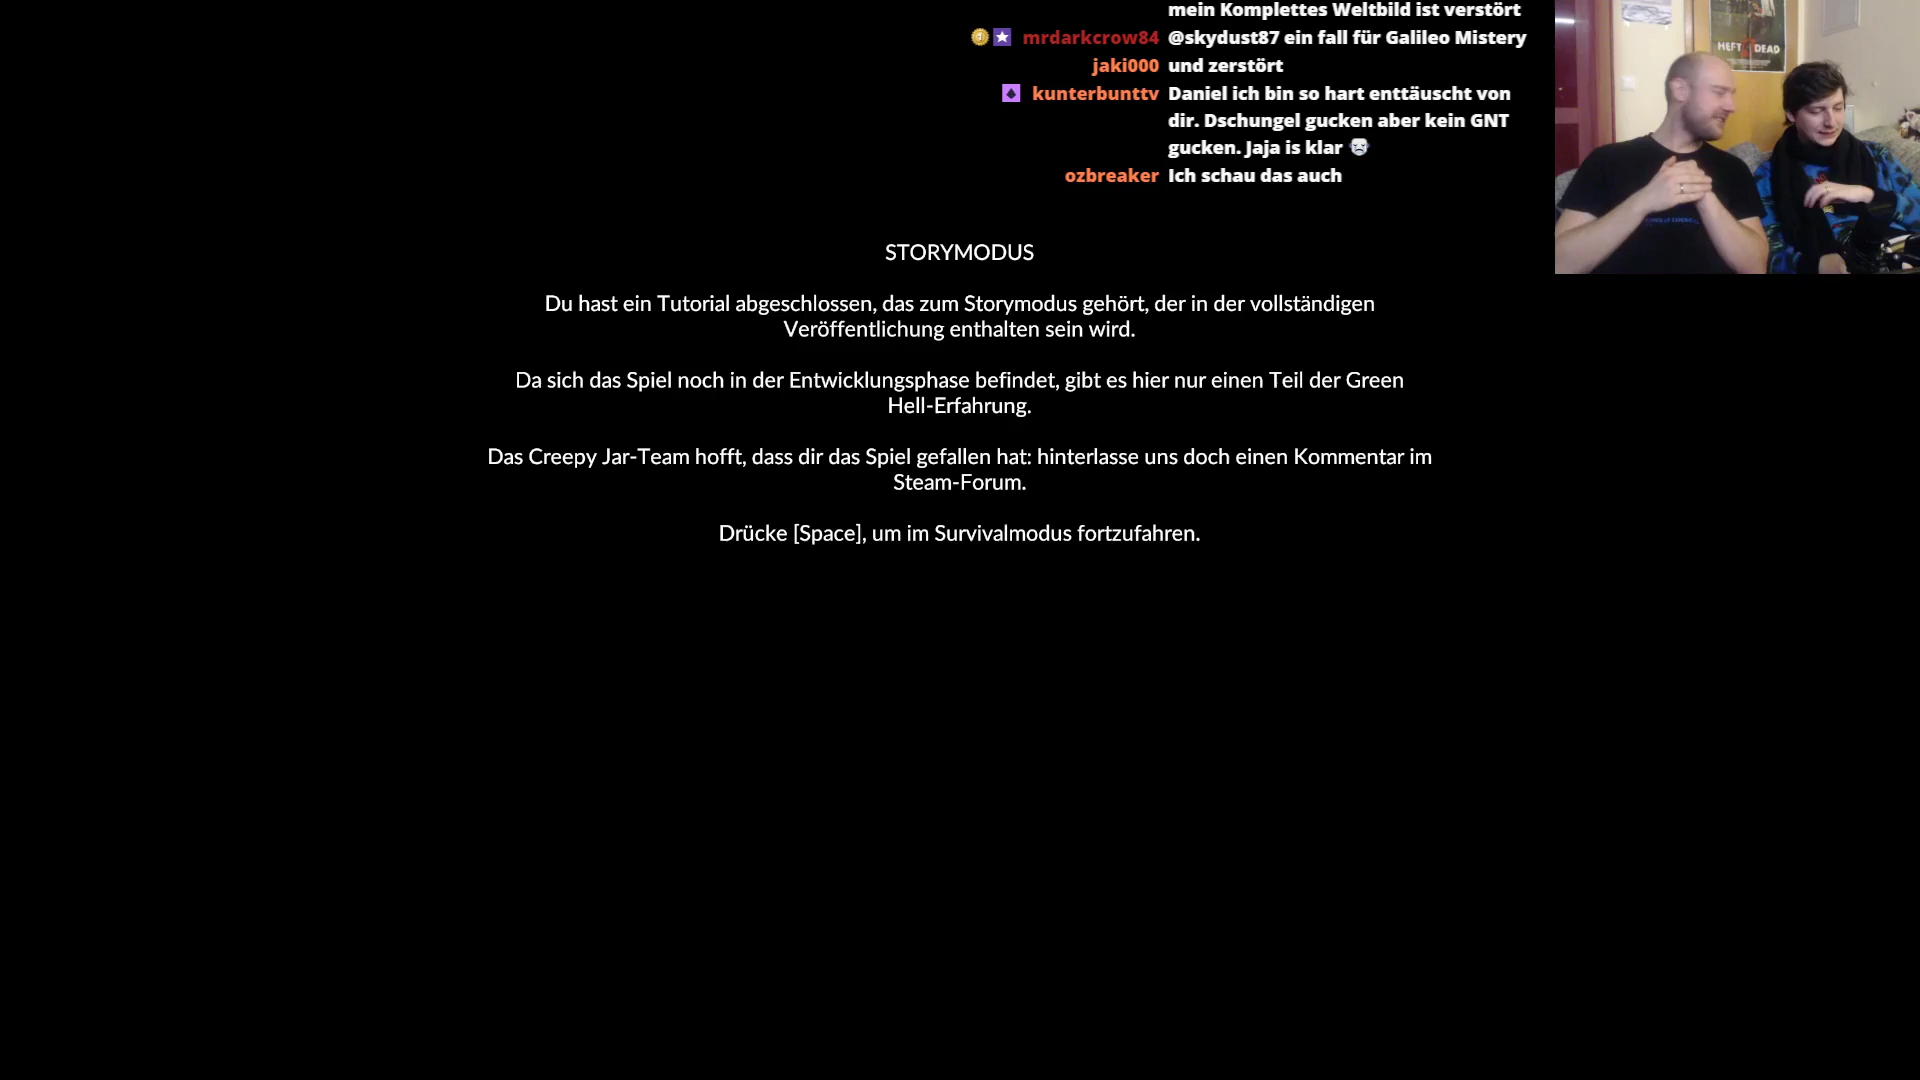 mein Komplettes Weltbild ist verstört
mrdarkcrow84 @skydust87 ein fall für Galileo Mistery
jaki000 und zerstört
kunterbunttv Daniel ich bin so hart enttäuscht von
dir. Dschungel gucken aber kein GNT
gucken. Jaja is klar
ozbreaker Ich schau das auch
HEFT DEAD
STORYMODUS
Du hast ein Tutorial abgeschlossen, das zum Storymodus gehört, der in der vollständigen
Veröffentlichung enthalten sein wird.
Da sich das Spiel noch in der Entwicklungsphase befindet, gibt es hier nur einen Teil der Green
Hell-Erfahrung.
Das Creepy Jar-Team hofft, dass dir das Spiel gefallen hat: hinterlasse uns doch einen Kommentar im
Steam-Forum.
Drücke [Space], um im Survivalmodus fortzufahren.